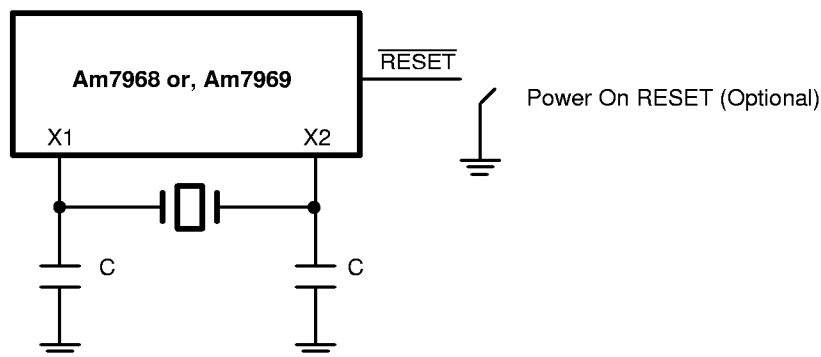 Am7968 or, Am7969
RESET
Power On RESET (Optional)
X1
X2
C
C